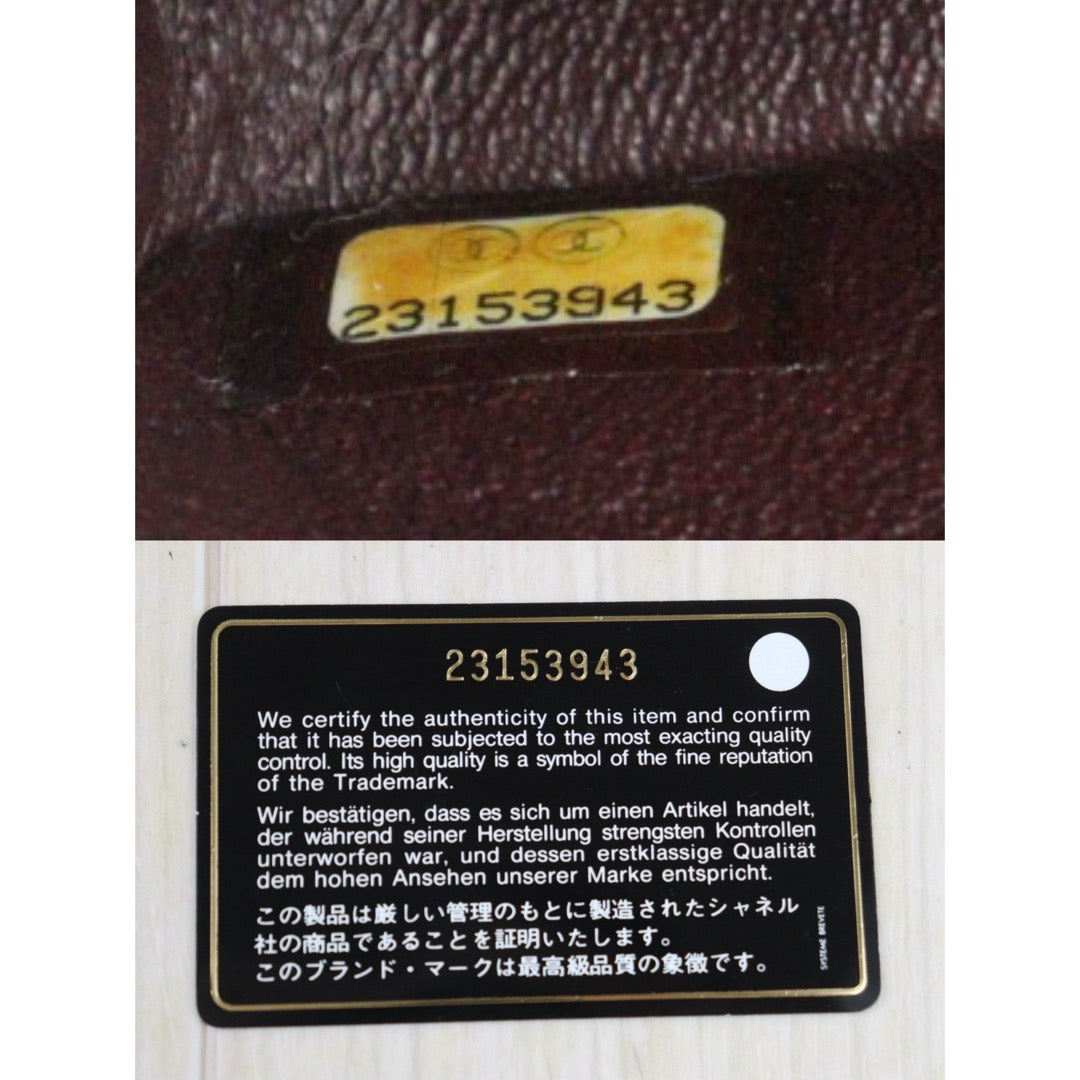 23153943
23153943
We certify the authenticity of this item and confirm
that it has been subjected to the most exacting quality
control. Its high quality is a symbol of the fine reputation
of the Trademark.
Wir bestätigen, dass es sich um einen Artikel handelt,
der während seiner Herstellung strengsten Kontrollen
unterworfen war, und dessen erstklassige Qualität
dem hohen Ansehen unserer Marke entspricht.
この製品は厳しい管理のもとに製造されたシャネル
社の商品であることを証明いたします。
このブランド・マークは最高級品質の象徴です。
SYSTEME BREVETE